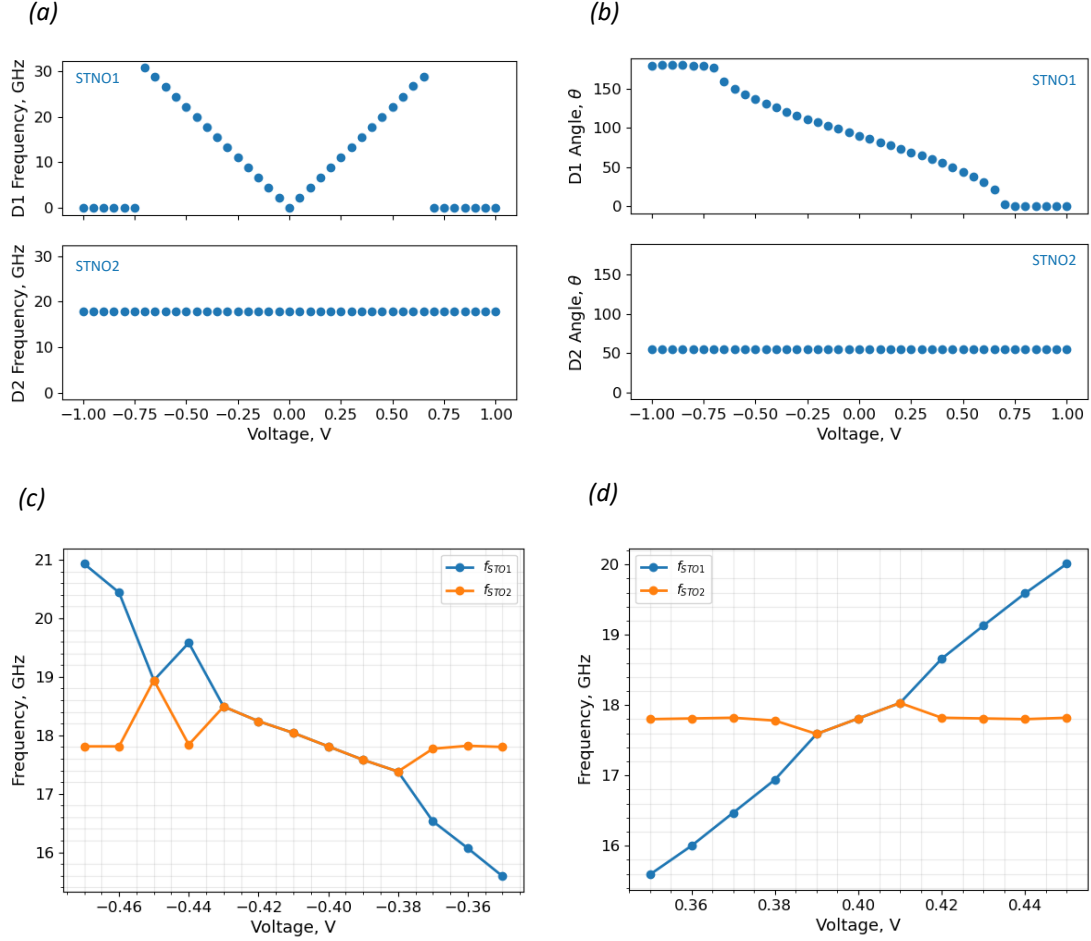 (a)
D1 Frequency, GHz
30
20
10
0
STNO1
D2 Frequency, GHz
30
20
10
0
STNO2
−1.00 −0.75 −0.50 −0.25 0.00 0.25 0.50 0.75 1.00
Voltage, V
(b)
D1 Angle, θ
150
100
50
0
STNO1
D2 Angle, θ
150
100
50
0
STNO2
−1.00 −0.75 −0.50 −0.25 0.00 0.25 0.50 0.75 1.00
Voltage, V
(c)
Frequency, GHz
21
20
19
18
17
16
fSTO1
fSTO2
−0.46 −0.44 −0.42 −0.40 −0.38 −0.36
Voltage, V
(d)
Frequency, GHz
20
19
18
17
16
fSTO1
fSTO2
0.36 0.38 0.40 0.42 0.44
Voltage, V